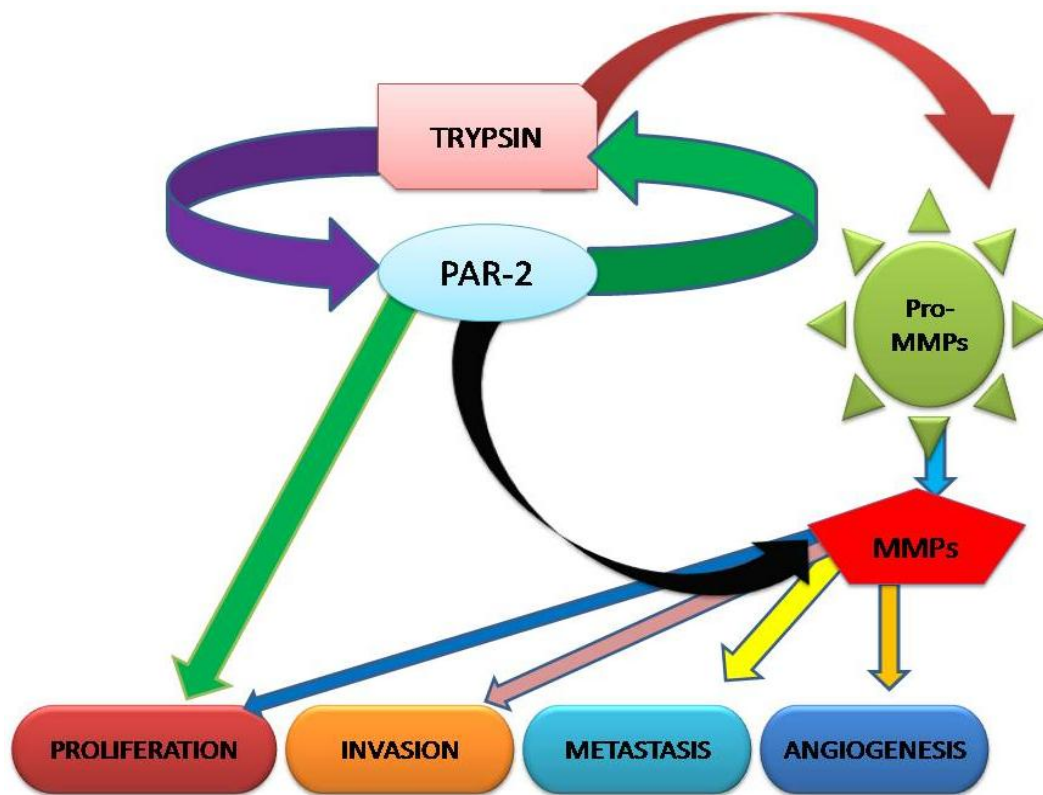 TRYPSIN
PAR-2
Pro-
MMPs
MMPs
PROLIFERATION
INVASION
METASTASIS
ANGIOGENESIS